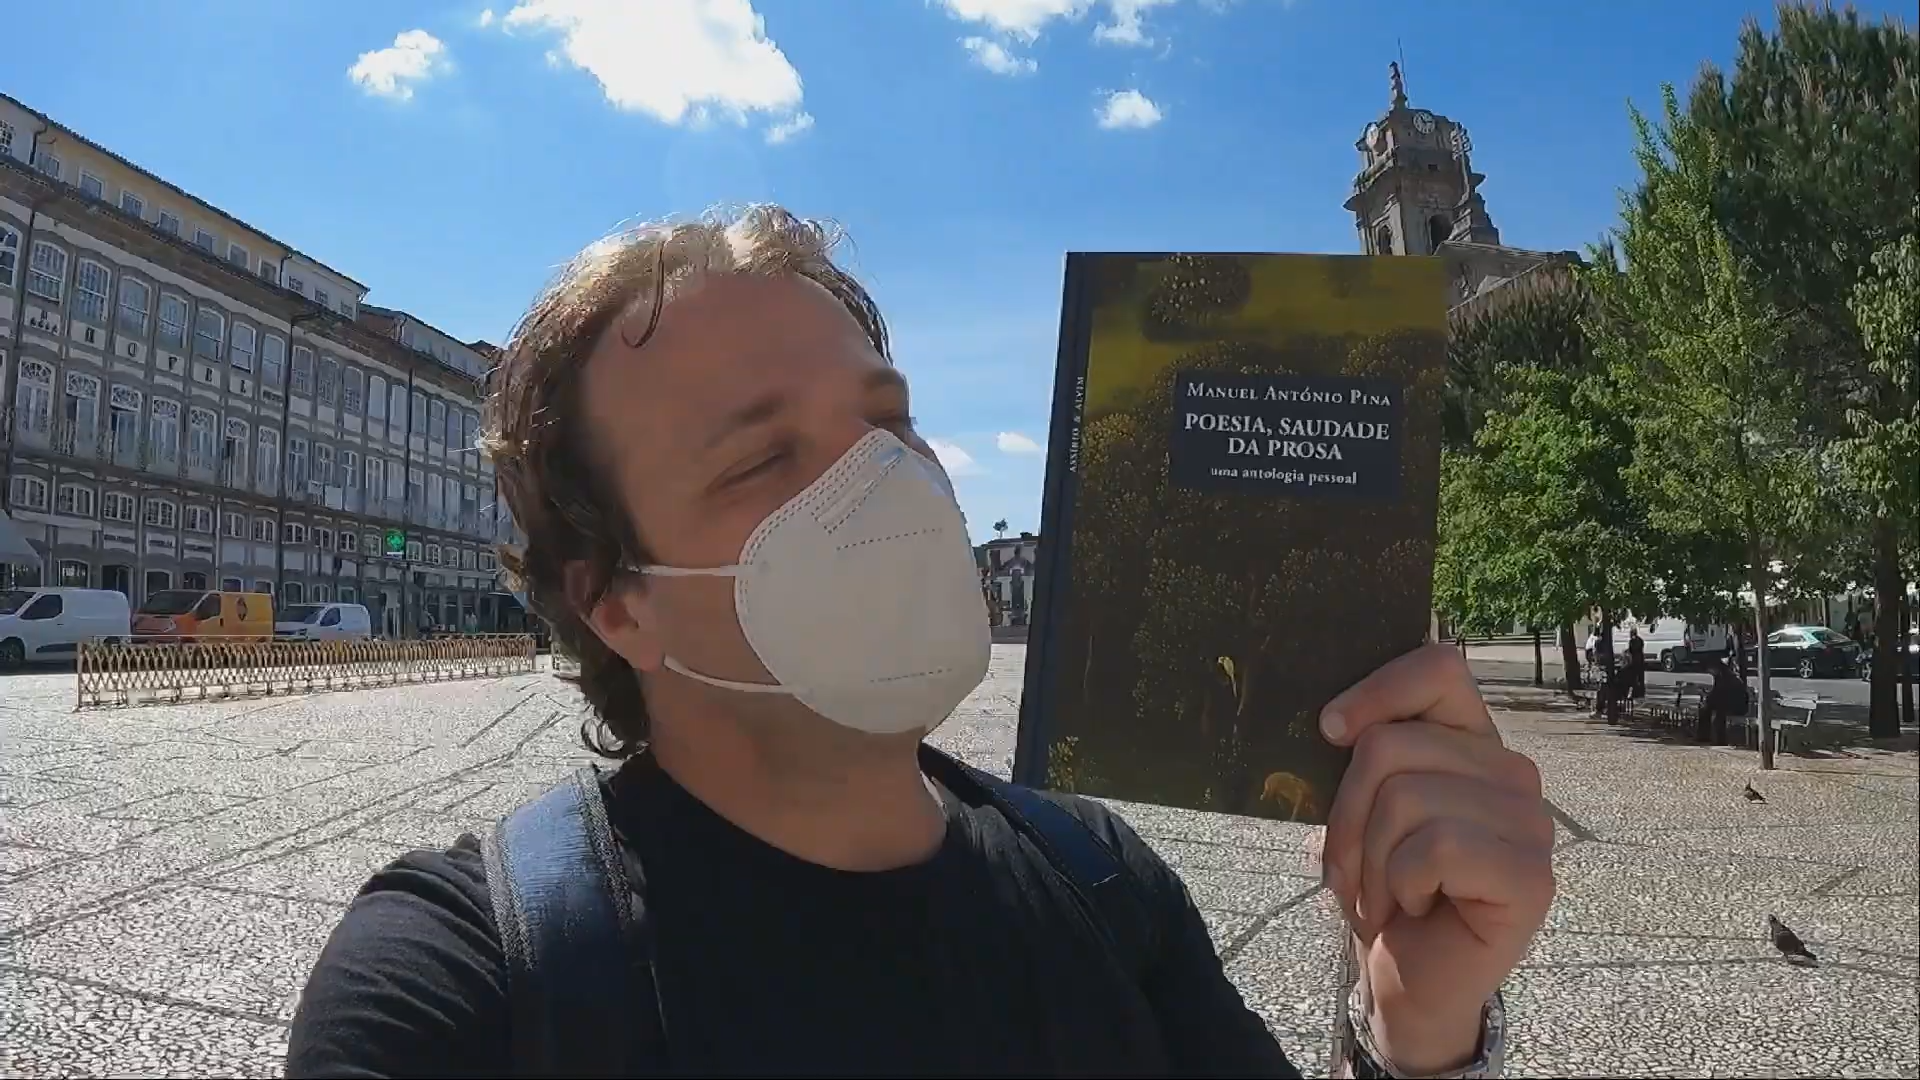 MANUEL ANTÓNIO PINA
POESIA, SAUDADE
DA PROSA
uma antologia pessoal
ASSÍRIO & ALVIM